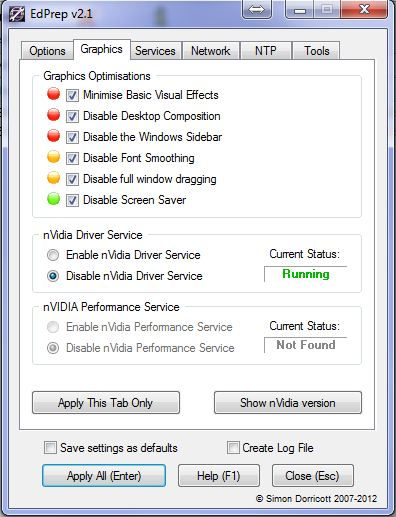 EdPrep v2.1
Options Graphics Services Network NTP Tools
Graphics Optimisations
Minimise Basic Visual Effects
Disable Desktop Composition
Disable the Windows Sidebar
Disable Font Smoothing
Disable full window dragging
Disable Screen Saver
nVidia Driver Service
Enable nVidia Driver Service
Disable nVidia Driver Service
Current Status:
Running
nVIDIA Performance Service
Enable nVidia Performance Service
Disable nVidia Performance Service
Current Status:
Not Found
Apply This Tab Only Show nVidia version
Save settings as defaults Create Log File
Apply All (Enter) Help (F1) Close (Esc)
© Simon Dorricott 2007-2012